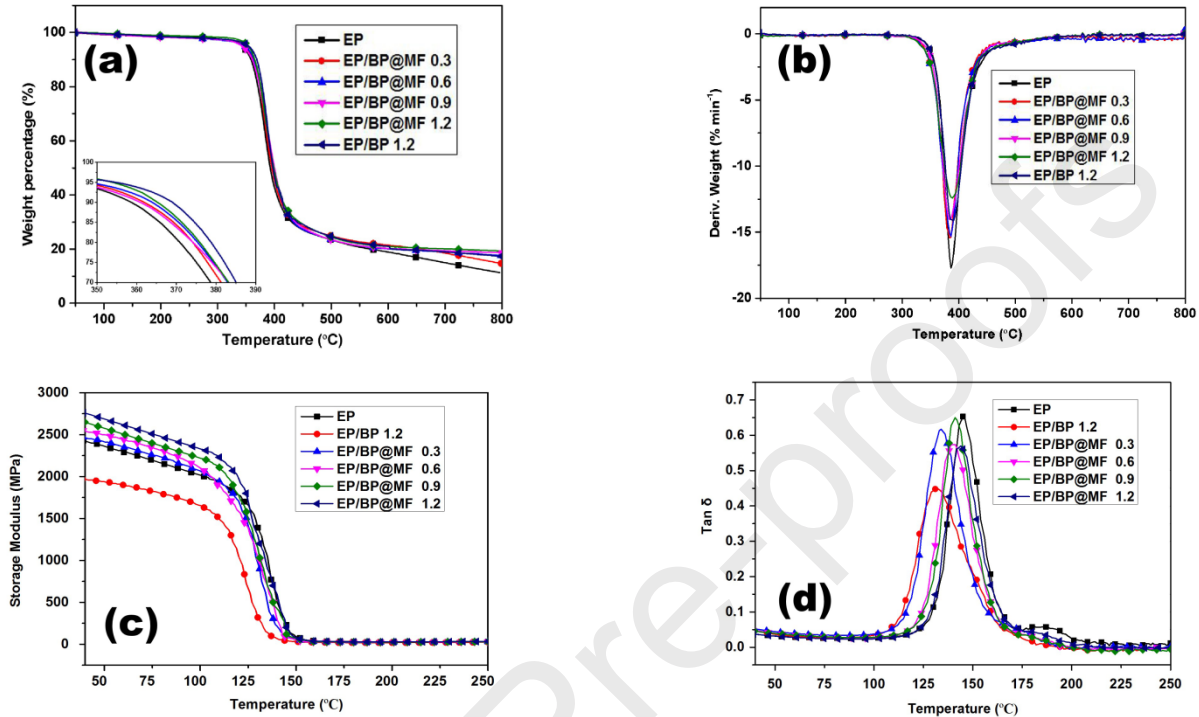 (a)
Weight percentage (%)
100
80
60
40
20
0
EP
EP/BP@MF 0.3
EP/BP@MF 0.6
EP/BP@MF 0.9
EP/BP@MF 1.2
EP/BP 1.2
100
95
90
85
80
75
70
350 360 370 380 390
100 200 300 400 500 600 700 800
Temperature (°C)
(b)
Deriv. Weight (% min⁻¹)
0
-5
-10
-15
-20
EP
EP/BP@MF 0.3
EP/BP@MF 0.6
EP/BP@MF 0.9
EP/BP@MF 1.2
EP/BP 1.2
100 200 300 400 500 600 700 800
Temperature (°C)
(c)
Storage Modulus (MPa)
3000
2500
2000
1500
1000
500
0
EP
EP/BP 1.2
EP/BP@MF 0.3
EP/BP@MF 0.6
EP/BP@MF 0.9
EP/BP@MF 1.2
50 75 100 125 150 175 200 225 250
Temperature (°C)
(d)
Tan δ
0.7
0.6
0.5
0.4
0.3
0.2
0.1
0.0
EP
EP/BP 1.2
EP/BP@MF 0.3
EP/BP@MF 0.6
EP/BP@MF 0.9
EP/BP@MF 1.2
50 75 100 125 150 175 200 225 250
Temperature (°C)
Pre-proofs